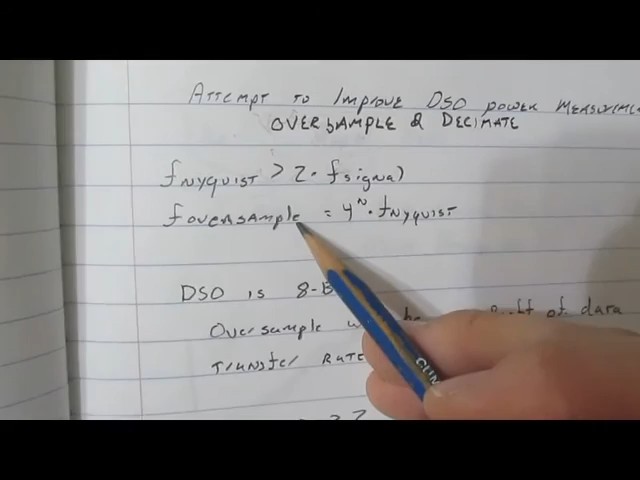 ATTEMPT TO IMPROVE DSO POWER MEASUREME
OVERSAMPLE & DECIMATE
fNYQUIST > 2 · fsignal
fOVERSAMPLE = 4^N · fNYQUIST
DSO IS 8-B
OVERSAMPLE of data
TRANSFER RATE